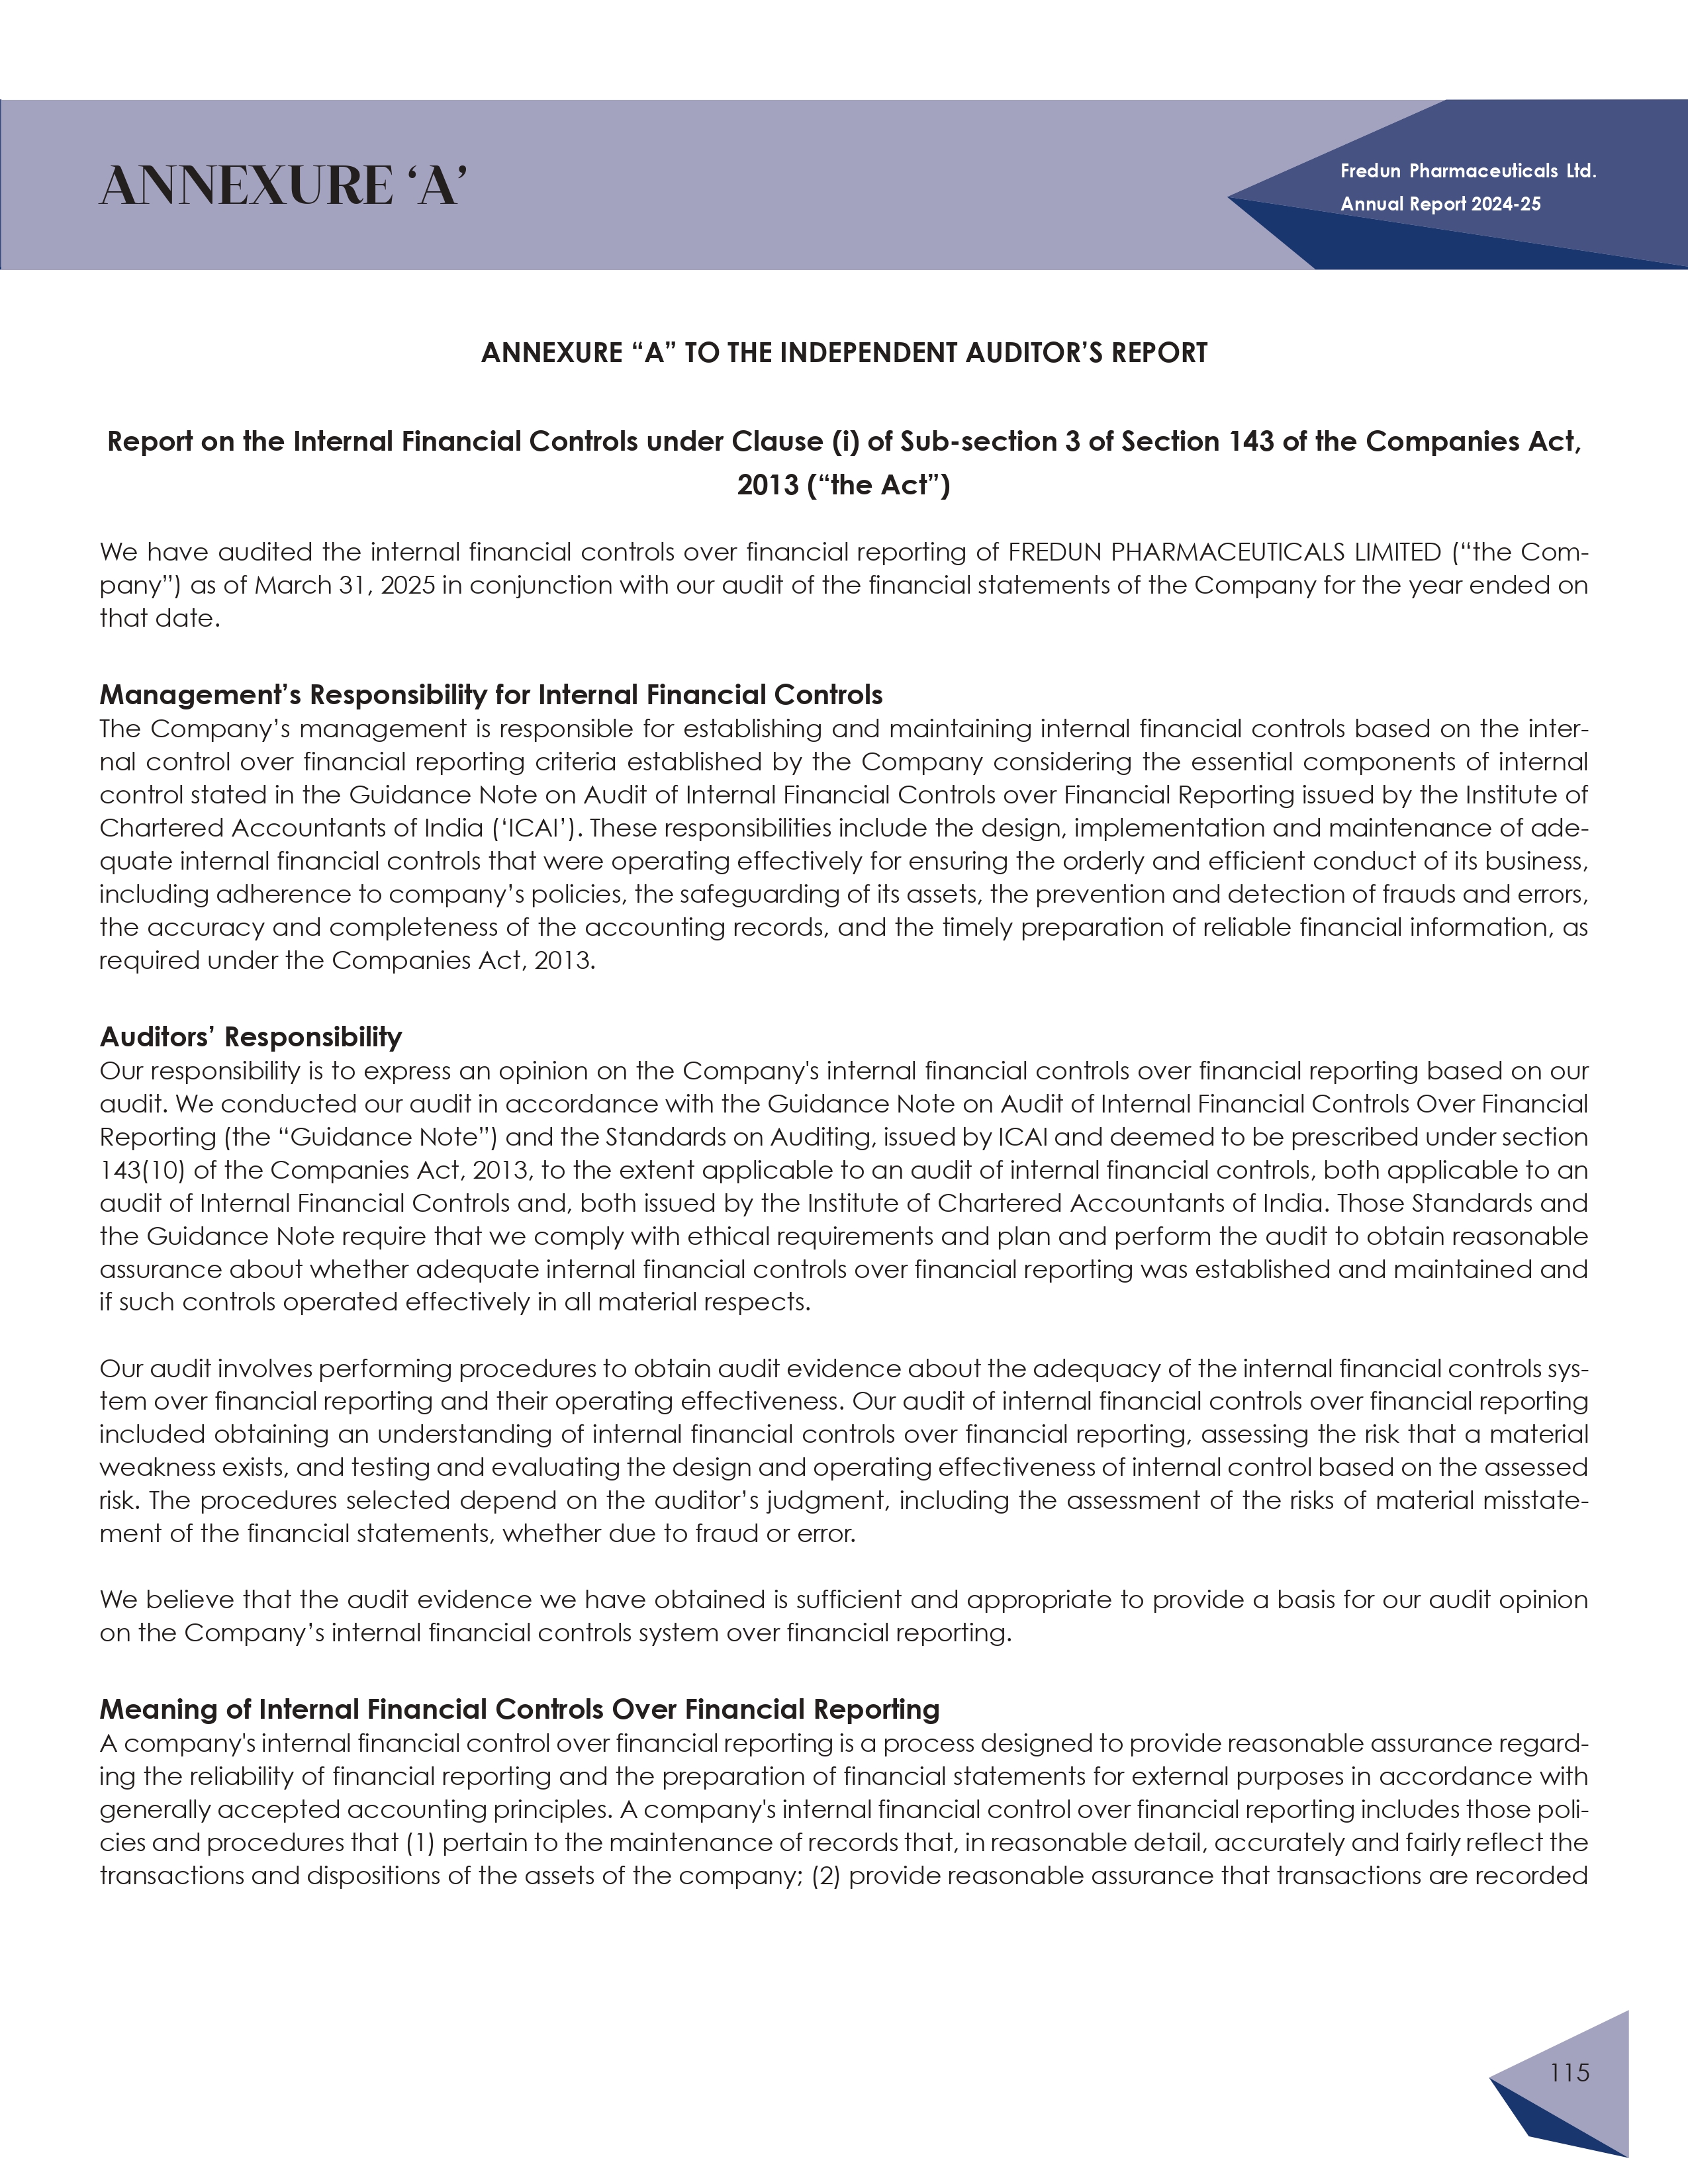 ANNEXURE ‘A’
Fredun Pharmaceuticals Ltd.
Annual Report 2024-25
ANNEXURE “A” TO THE INDEPENDENT AUDITOR’S REPORT
Report on the Internal Financial Controls under Clause (i) of Sub-section 3 of Section 143 of the Companies Act,
2013 (“the Act”)
We have audited the internal financial controls over financial reporting of FREDUN PHARMACEUTICALS LIMITED (“the Com-
pany”) as of March 31, 2025 in conjunction with our audit of the financial statements of the Company for the year ended on
that date.
Management’s Responsibility for Internal Financial Controls
The Company’s management is responsible for establishing and maintaining internal financial controls based on the inter-
nal control over financial reporting criteria established by the Company considering the essential components of internal
control stated in the Guidance Note on Audit of Internal Financial Controls over Financial Reporting issued by the Institute of
Chartered Accountants of India (‘ICAI’). These responsibilities include the design, implementation and maintenance of ade-
quate internal financial controls that were operating effectively for ensuring the orderly and efficient conduct of its business,
including adherence to company’s policies, the safeguarding of its assets, the prevention and detection of frauds and errors,
the accuracy and completeness of the accounting records, and the timely preparation of reliable financial information, as
required under the Companies Act, 2013.
Auditors’ Responsibility
Our responsibility is to express an opinion on the Company's internal financial controls over financial reporting based on our
audit. We conducted our audit in accordance with the Guidance Note on Audit of Internal Financial Controls Over Financial
Reporting (the “Guidance Note”) and the Standards on Auditing, issued by ICAI and deemed to be prescribed under section
143(10) of the Companies Act, 2013, to the extent applicable to an audit of internal financial controls, both applicable to an
audit of Internal Financial Controls and, both issued by the Institute of Chartered Accountants of India. Those Standards and
the Guidance Note require that we comply with ethical requirements and plan and perform the audit to obtain reasonable
assurance about whether adequate internal financial controls over financial reporting was established and maintained and
if such controls operated effectively in all material respects.
Our audit involves performing procedures to obtain audit evidence about the adequacy of the internal financial controls sys-
tem over financial reporting and their operating effectiveness. Our audit of internal financial controls over financial reporting
included obtaining an understanding of internal financial controls over financial reporting, assessing the risk that a material
weakness exists, and testing and evaluating the design and operating effectiveness of internal control based on the assessed
risk. The procedures selected depend on the auditor’s judgment, including the assessment of the risks of material misstate-
ment of the financial statements, whether due to fraud or error.
We believe that the audit evidence we have obtained is sufficient and appropriate to provide a basis for our audit opinion
on the Company’s internal financial controls system over financial reporting.
Meaning of Internal Financial Controls Over Financial Reporting
A company's internal financial control over financial reporting is a process designed to provide reasonable assurance regard-
ing the reliability of financial reporting and the preparation of financial statements for external purposes in accordance with
generally accepted accounting principles. A company's internal financial control over financial reporting includes those poli-
cies and procedures that (1) pertain to the maintenance of records that, in reasonable detail, accurately and fairly reflect the
transactions and dispositions of the assets of the company; (2) provide reasonable assurance that transactions are recorded
115